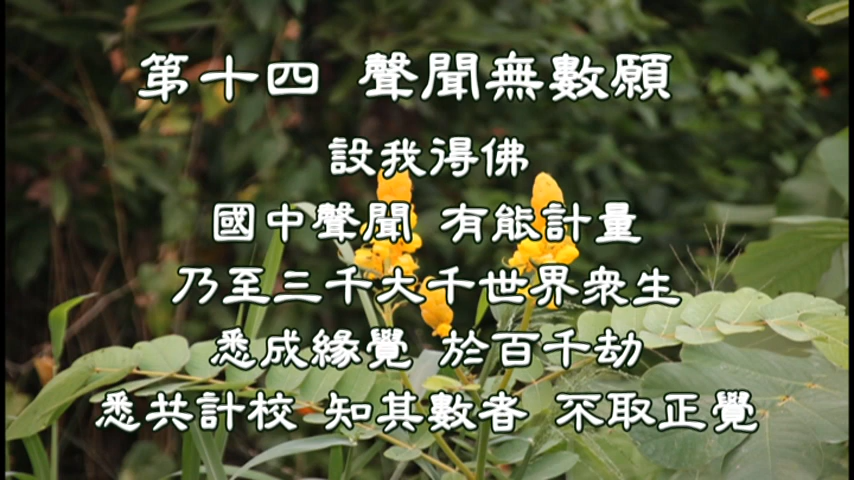 第十四 聲聞無數願
設我得佛
國中聲聞 有能計量
乃至三千大千世界衆生
悉成緣覺 於百千劫
悉共計校 知其數者 不取正覺